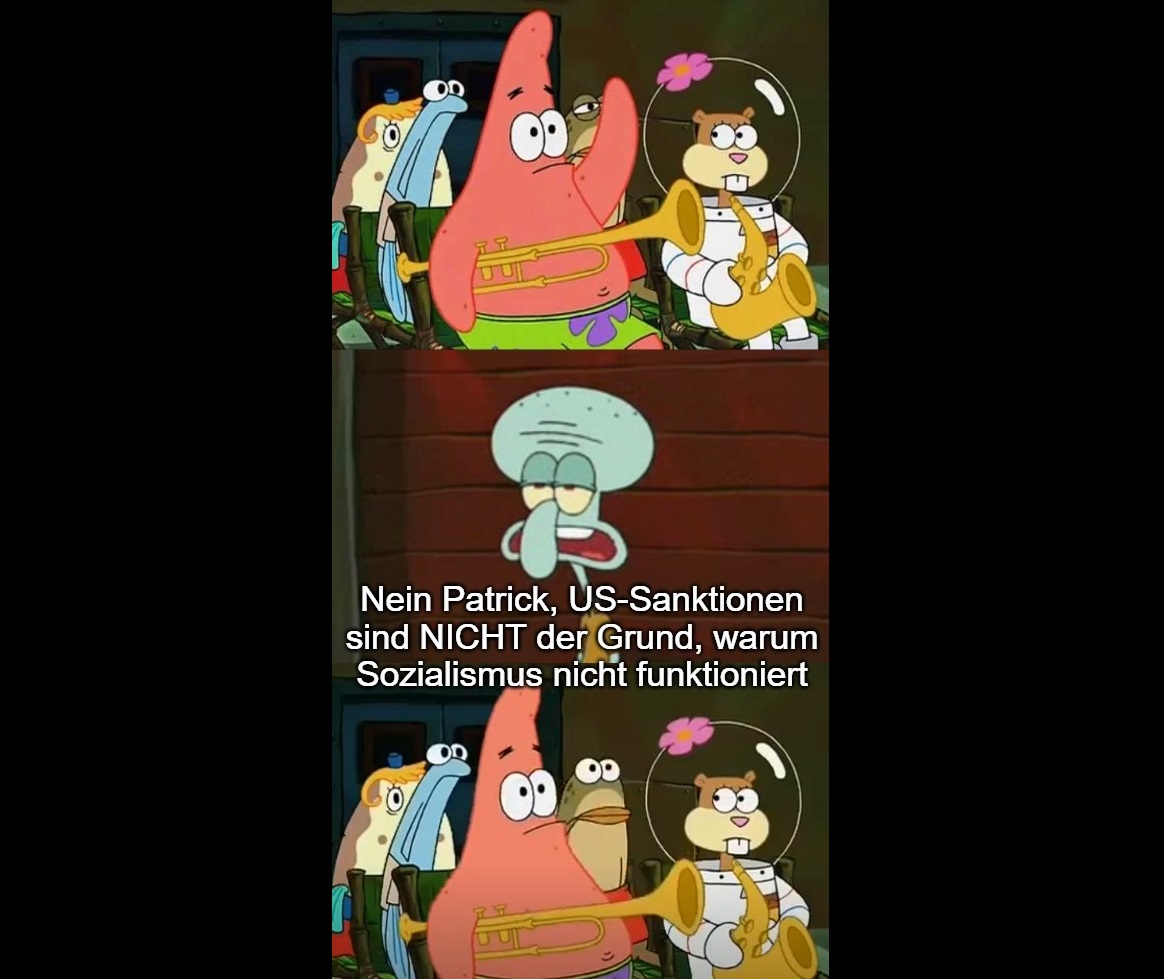 Nein Patrick, US-Sanktionen
sind NICHT der Grund, warum
Sozialismus nicht funktioniert